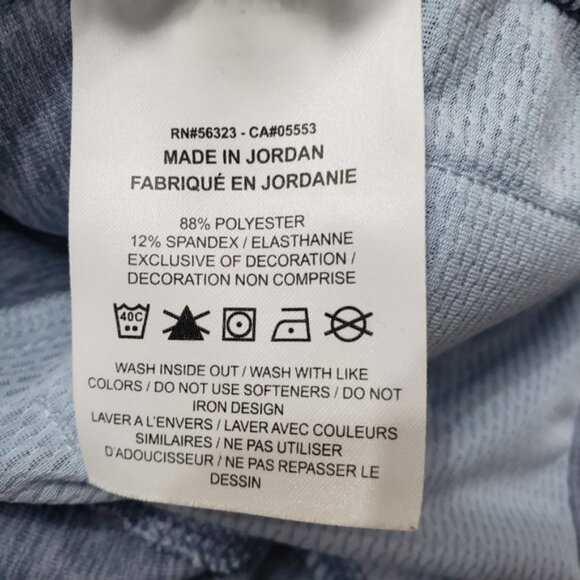 RN#56323 - CA#05553
MADE IN JORDAN
FABRIQUÉ EN JORDANIE
88% POLYESTER
12% SPANDEX / ELASTHANNE
EXCLUSIVE OF DECORATION /
DECORATION NON COMPRISE
40C
WASH INSIDE OUT / WASH WITH LIKE
COLORS / DO NOT USE SOFTENERS / DO NOT
IRON DESIGN
LAVER A L'ENVERS / LAVER AVEC COULEURS
SIMILAIRES / NE PAS UTILISER
D'ADOUCISSEUR / NE PAS REPASSER LE
DESSIN